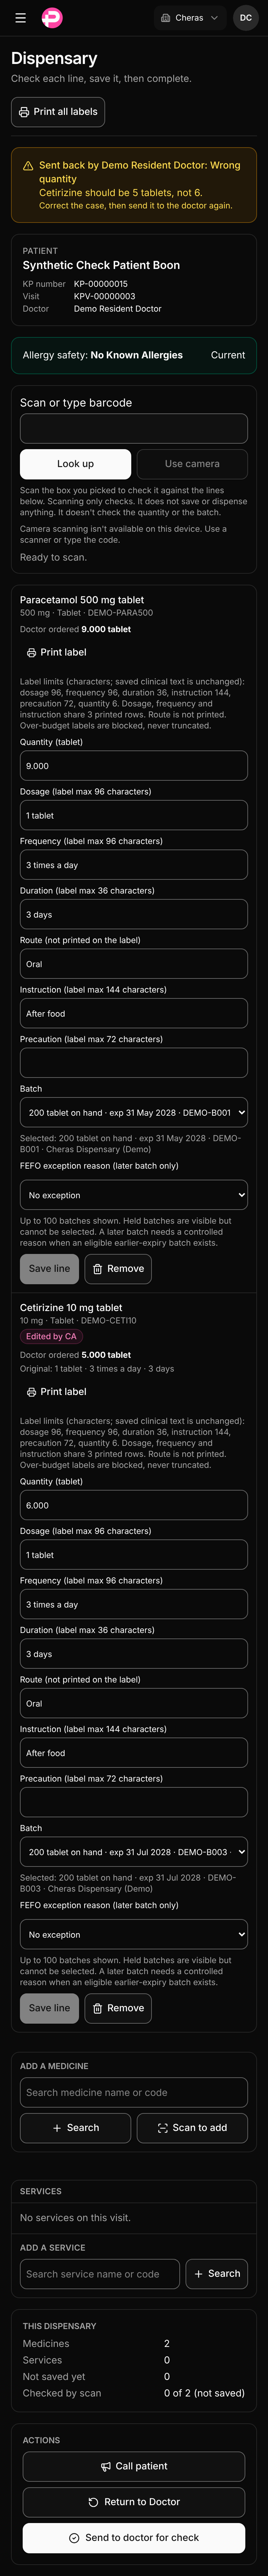 Cheras
DC
Dispensary
Check each line, save it, then complete.
Print all labels
Sent back by Demo Resident Doctor: Wrong
quantity
Cetirizine should be 5 tablets, not 6.
Correct the case, then send it to the doctor again.
PATIENT
Synthetic Check Patient Boon
KP number KP-00000015
Visit KPV-00000003
Doctor Demo Resident Doctor
Allergy safety: No Known Allergies Current
Scan or type barcode
Look up Use camera
Scan the box you picked to check it against the lines
below. Scanning only checks. It does not save or dispense
anything. It doesn't check the quantity or the batch.
Camera scanning isn't available on this device. Use a
scanner or type the code.
Ready to scan.
Paracetamol 500 mg tablet
500 mg · Tablet · DEMO-PARA500
Doctor ordered 9.000 tablet
Print label
Label limits (characters; saved clinical text is unchanged):
dosage 96, frequency 96, duration 36, instruction 144,
precaution 72, quantity 6. Dosage, frequency and
instruction share 3 printed rows. Route is not printed.
Over-budget labels are blocked, never truncated.
Quantity (tablet)
9.000
Dosage (label max 96 characters)
1 tablet
Frequency (label max 96 characters)
3 times a day
Duration (label max 36 characters)
3 days
Route (not printed on the label)
Oral
Instruction (label max 144 characters)
After food
Precaution (label max 72 characters)
Batch
200 tablet on hand · exp 31 May 2028 · DEMO-B001
Selected: 200 tablet on hand · exp 31 May 2028 · DEMO-
B001 · Cheras Dispensary (Demo)
FEFO exception reason (later batch only)
No exception
Up to 100 batches shown. Held batches are visible but
cannot be selected. A later batch needs a controlled
reason when an eligible earlier-expiry batch exists.
Save line Remove
Cetirizine 10 mg tablet
10 mg · Tablet · DEMO-CETI10
Edited by CA
Doctor ordered 5.000 tablet
Original: 1 tablet · 3 times a day · 3 days
Print label
Label limits (characters; saved clinical text is unchanged):
dosage 96, frequency 96, duration 36, instruction 144,
precaution 72, quantity 6. Dosage, frequency and
instruction share 3 printed rows. Route is not printed.
Over-budget labels are blocked, never truncated.
Quantity (tablet)
6.000
Dosage (label max 96 characters)
1 tablet
Frequency (label max 96 characters)
3 times a day
Duration (label max 36 characters)
3 days
Route (not printed on the label)
Oral
Instruction (label max 144 characters)
After food
Precaution (label max 72 characters)
Batch
200 tablet on hand · exp 31 Jul 2028 · DEMO-B003 ·
Selected: 200 tablet on hand · exp 31 Jul 2028 · DEMO-
B003 · Cheras Dispensary (Demo)
FEFO exception reason (later batch only)
No exception
Up to 100 batches shown. Held batches are visible but
cannot be selected. A later batch needs a controlled
reason when an eligible earlier-expiry batch exists.
Save line Remove
ADD A MEDICINE
Search medicine name or code
Search Scan to add
SERVICES
No services on this visit.
ADD A SERVICE
Search service name or code Search
THIS DISPENSARY
Medicines 2
Services 0
Not saved yet 0
Checked by scan 0 of 2 (not saved)
ACTIONS
Call patient
Return to Doctor
Send to doctor for check